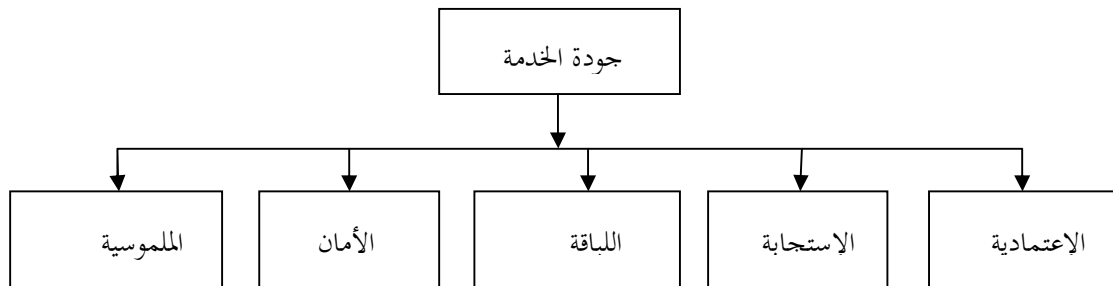 جودة الخدمة
الاعتمادية
الاستجابة
اللباقة
الأمان
الملموسية